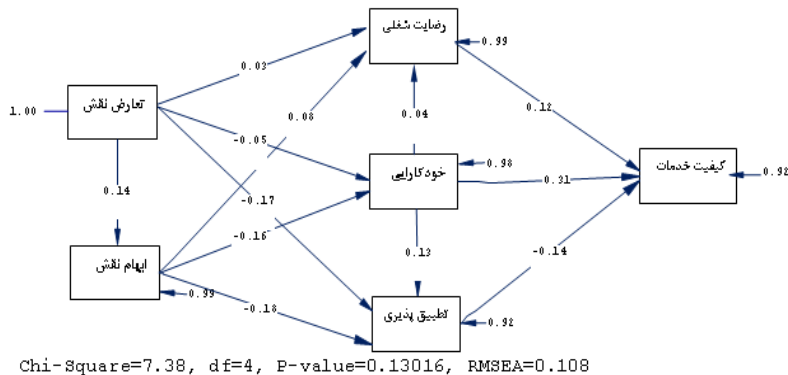 رضایت شغلی
0.99
0.03
1.00
تعارض نقش
0.08
0.12
0.04
-0.05
0.98
خودکارایی
0.31
کیفیت خدمات
0.92
0.14
-0.17
-0.16
0.13
-0.14
ابهام نقش
0.99
-0.18
تطبیق پذیری
0.92
Chi-Square=7.38, df=4, P-value=0.13016, RMSEA=0.108